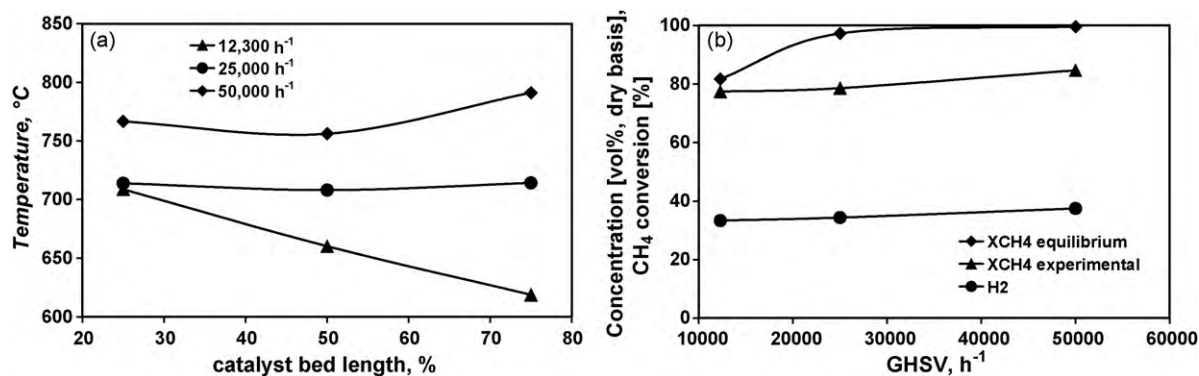 (a)
12,300 h⁻¹
25,000 h⁻¹
50,000 h⁻¹
850
800
750
700
650
600
Temperature, °C
20 30 40 50 60 70 80
catalyst bed length, %
(b)
100
80
60
40
20
0
Concentration [vol%, dry basis],
CH₄ conversion [%]
XCH4 equilibrium
XCH4 experimental
H2
10000 20000 30000 40000 50000 60000
GHSV, h⁻¹